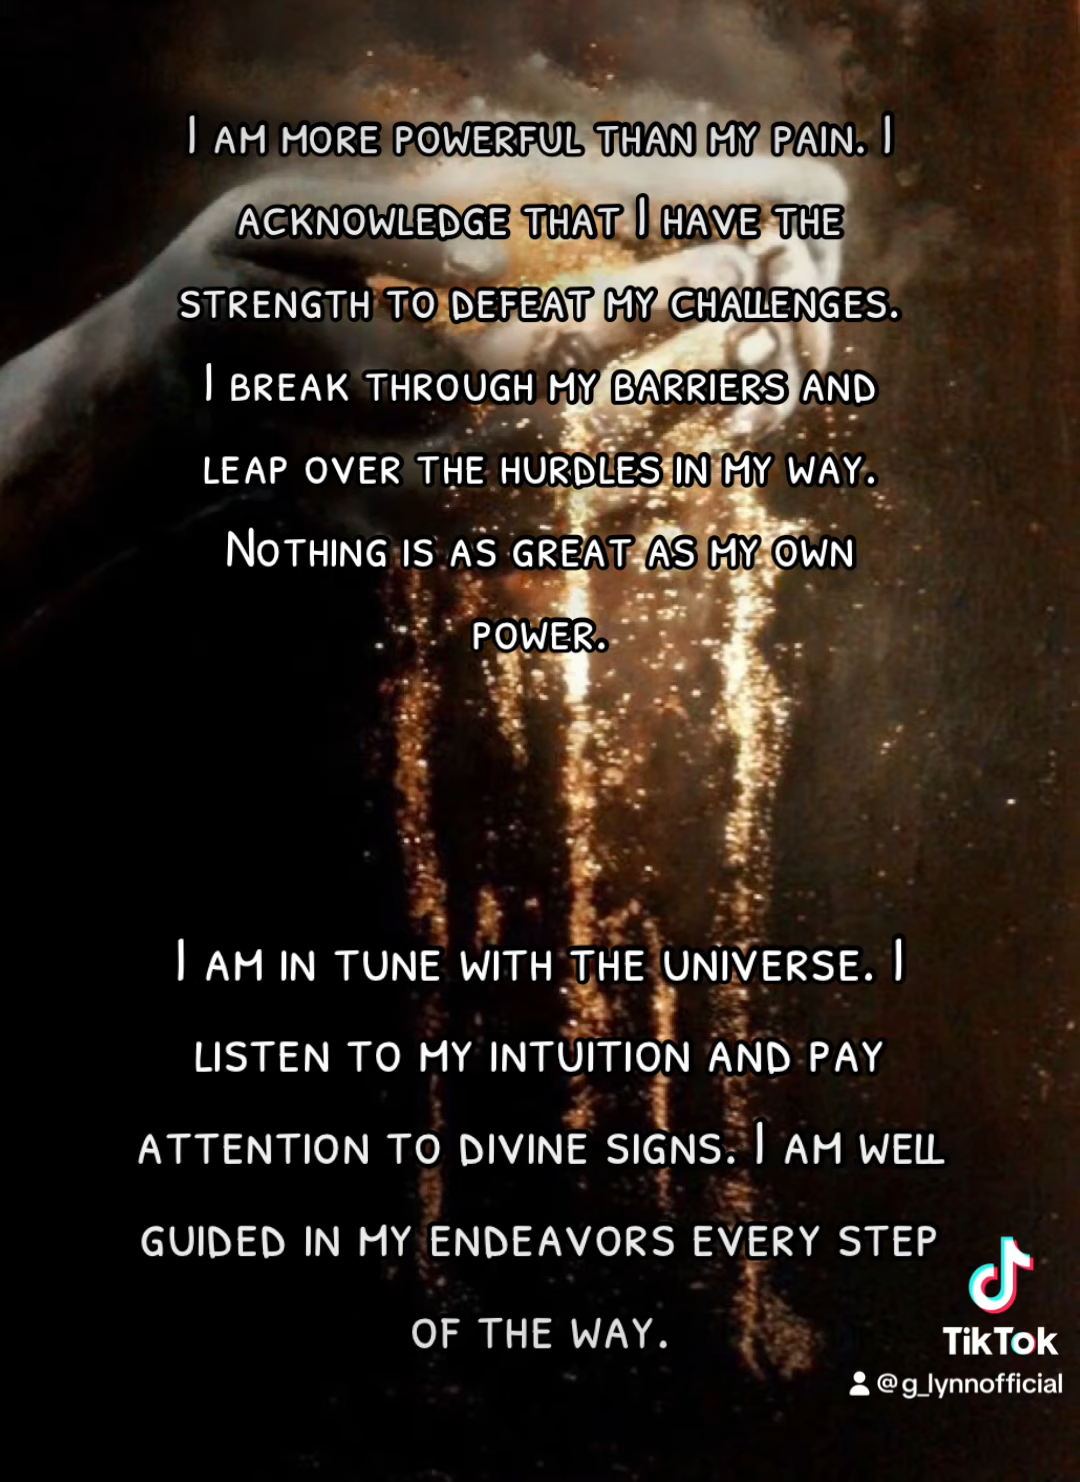 I am more powerful than my pain. I
acknowledge that I have the
strength to defeat my challenges.
I break through my barriers and
leap over the hurdles in my way.
Nothing is as great as my own
power.
I am in tune with the universe. I
listen to my intuition and pay
attention to divine signs. I am well
guided in my endeavors every step
of the way.
TikTok
@g_lynnofficial